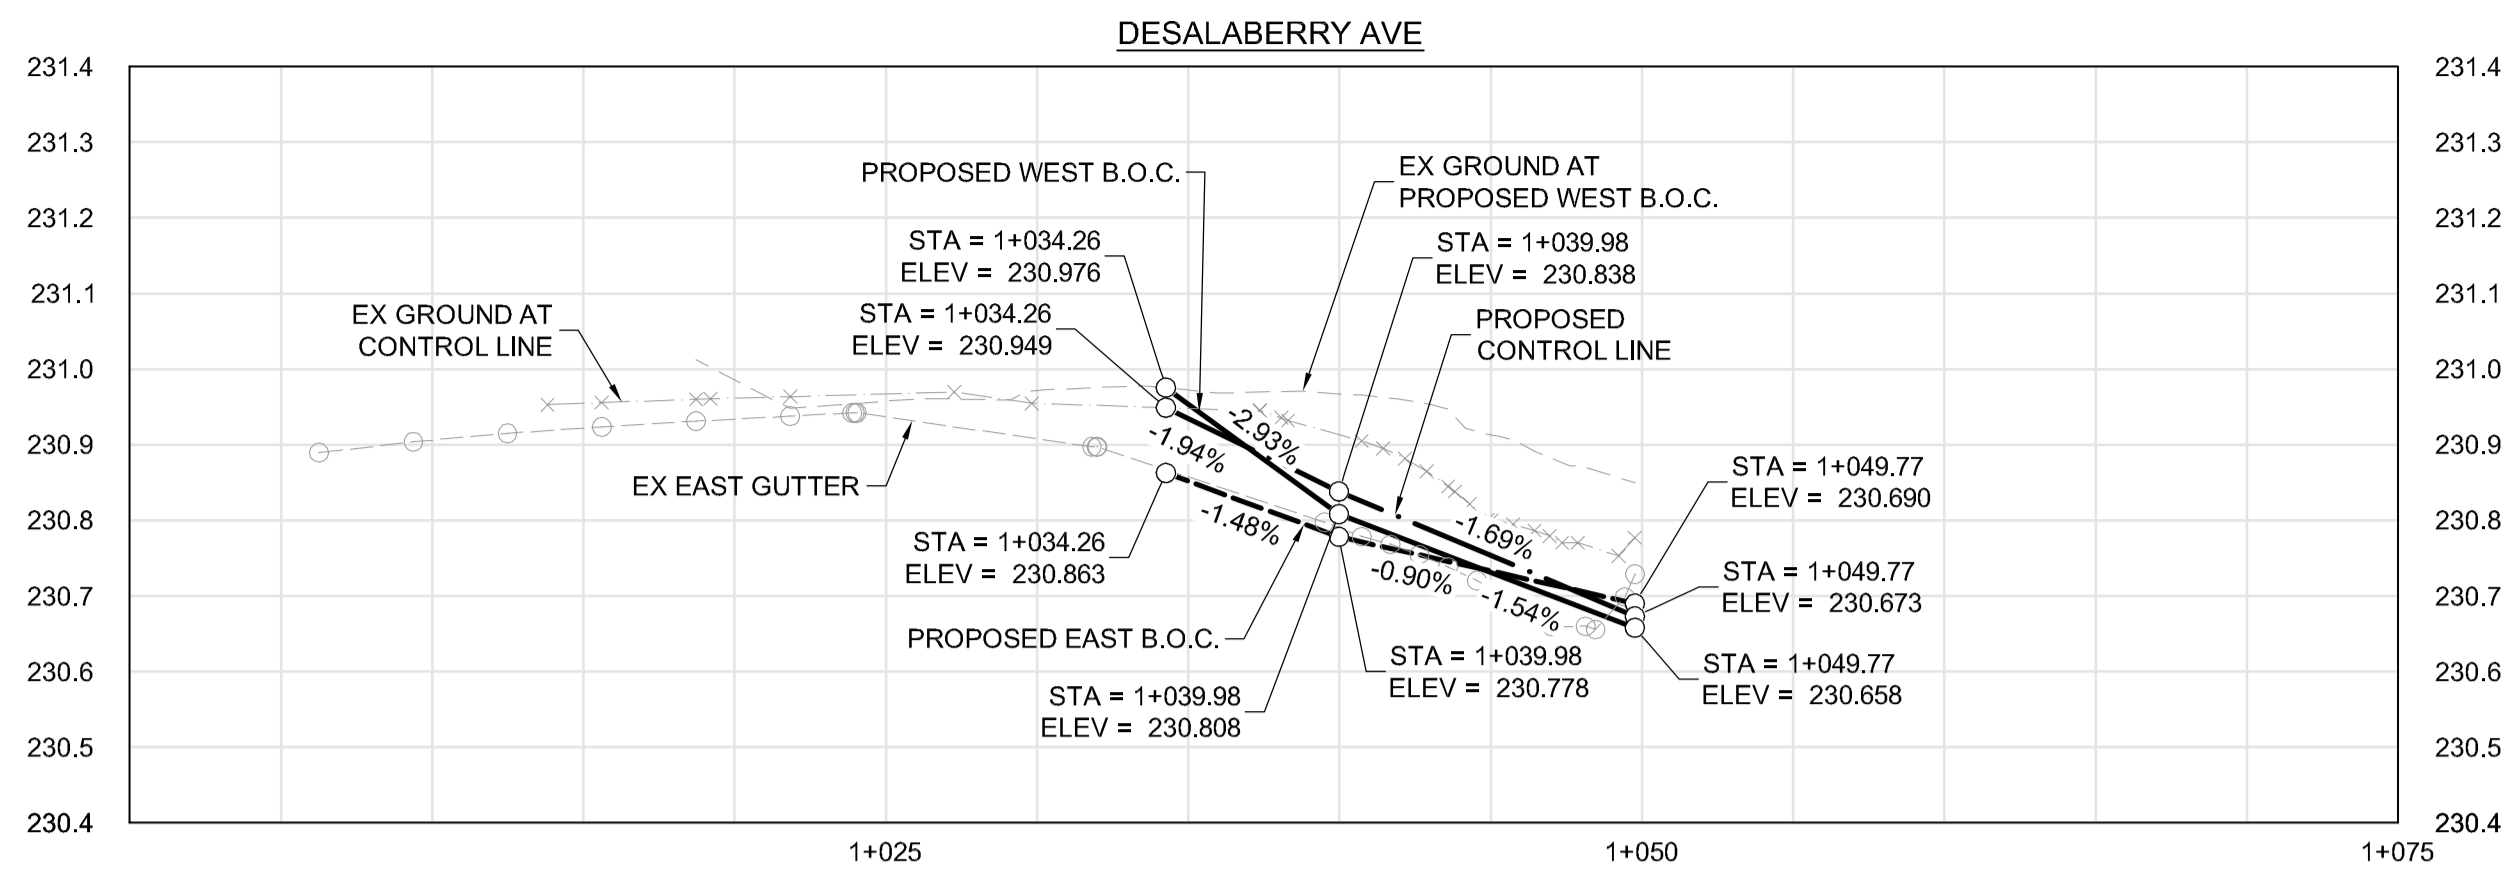 DESALABERRY AVE
231.4
231.4
231.3
231.3
PROPOSED WEST B.O.C.
EX GROUND AT
PROPOSED WEST B.O.C.
231.2
231.2
STA = 1+034.26
ELEV = 230.976
STA = 1+039.98
ELEV = 230.838
231.1
231.1
EX GROUND AT
CONTROL LINE
STA = 1+034.26
ELEV = 230.949
PROPOSED
CONTROL LINE
231.0
231.0
-2.93%
-1.94%
230.9
230.9
EX EAST GUTTER
STA = 1+049.77
ELEV = 230.690
230.8
230.8
-1.48%
-1.69%
STA = 1+034.26
ELEV = 230.863
-0.90%
STA = 1+049.77
ELEV = 230.673
230.7
230.7
-1.54%
PROPOSED EAST B.O.C.
STA = 1+039.98
ELEV = 230.778
STA = 1+049.77
ELEV = 230.658
230.6
230.6
STA = 1+039.98
ELEV = 230.808
230.5
230.5
230.4
230.4
1+025
1+050
1+075